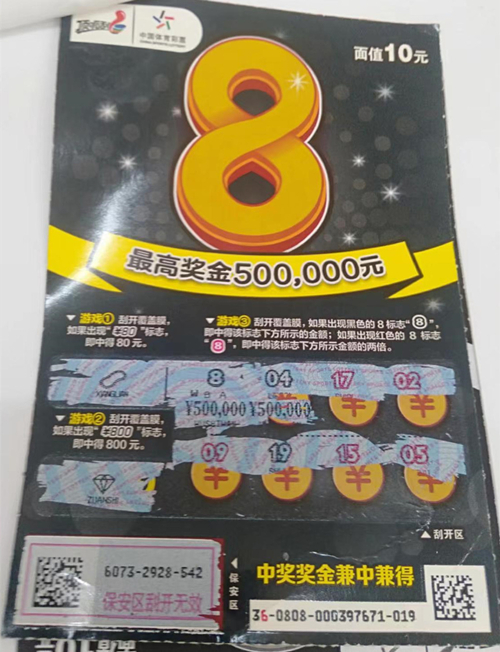 顶呱刮
中国体育彩票
CHINA SPORTS LOTTERY
面值10元
8
最高奖金500,000元
▼ 游戏① 刮开覆盖膜,
如果出现“¥80”标志,
即中得 80元。
▼ 游戏③ 刮开覆盖膜,如果出现黑色的 8 标志“⑧”,
即中得该标志下方所示的金额;如果出现红色的 8 标志
“⑧”,即中得该标志下方所示金额的两倍。
8 04 17 02
¥500,000 ¥500,000
▼ 游戏② 刮开覆盖膜,
如果出现“¥800”标志,
即中得 800元。
09 19 15 05
ZUANSHI
▲刮开区
6073-2928-542
保安区刮开无效
◀保安区
中奖奖金兼中兼得
36-0808-000397671-019